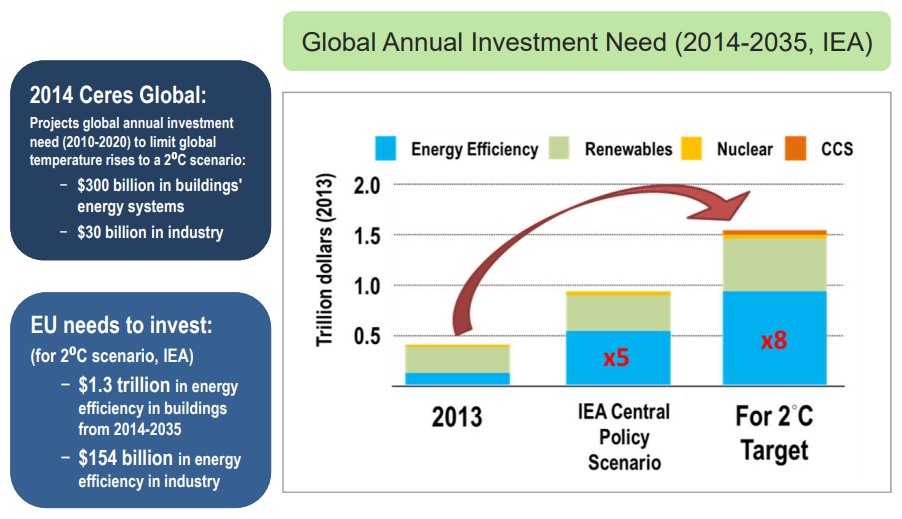 Global Annual Investment Need (2014-2035, IEA)
2014 Ceres Global:
Projects global annual investment
need (2010-2020) to limit global
temperature rises to a 2ºC scenario:
– $300 billion in buildings'
energy systems
– $30 billion in industry
EU needs to invest:
(for 2ºC scenario, IEA)
– $1.3 trillion in energy
efficiency in buildings
from 2014-2035
– $154 billion in energy
efficiency in industry
Energy Efficiency
Renewables
Nuclear
CCS
Trillion dollars (2013)
2.0
1.5
1.0
0.5
x5
x8
2013
IEA Central
Policy
Scenario
For 2°C
Target